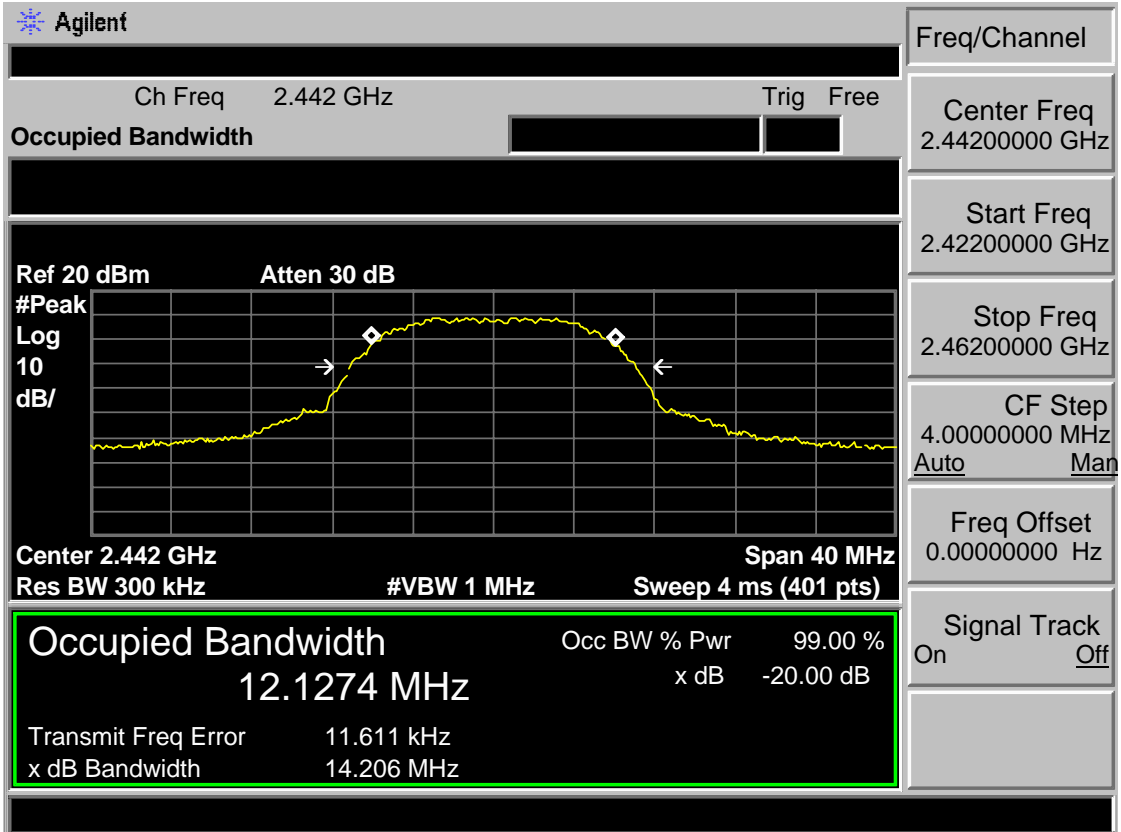 Agilent
Freq/Channel
Ch Freq 2.442 GHz Trig Free
Occupied Bandwidth
Center Freq
2.44200000 GHz
Start Freq
2.42200000 GHz
Stop Freq
2.46200000 GHz
CF Step
4.00000000 MHz
Auto Man
Freq Offset
0.00000000 Hz
Signal Track
On Off
Ref 20 dBm Atten 30 dB
#Peak
Log
10
dB/
Center 2.442 GHz Span 40 MHz
Res BW 300 kHz #VBW 1 MHz Sweep 4 ms (401 pts)
Occupied Bandwidth Occ BW % Pwr 99.00 %
12.1274 MHz x dB -20.00 dB
Transmit Freq Error 11.611 kHz
x dB Bandwidth 14.206 MHz